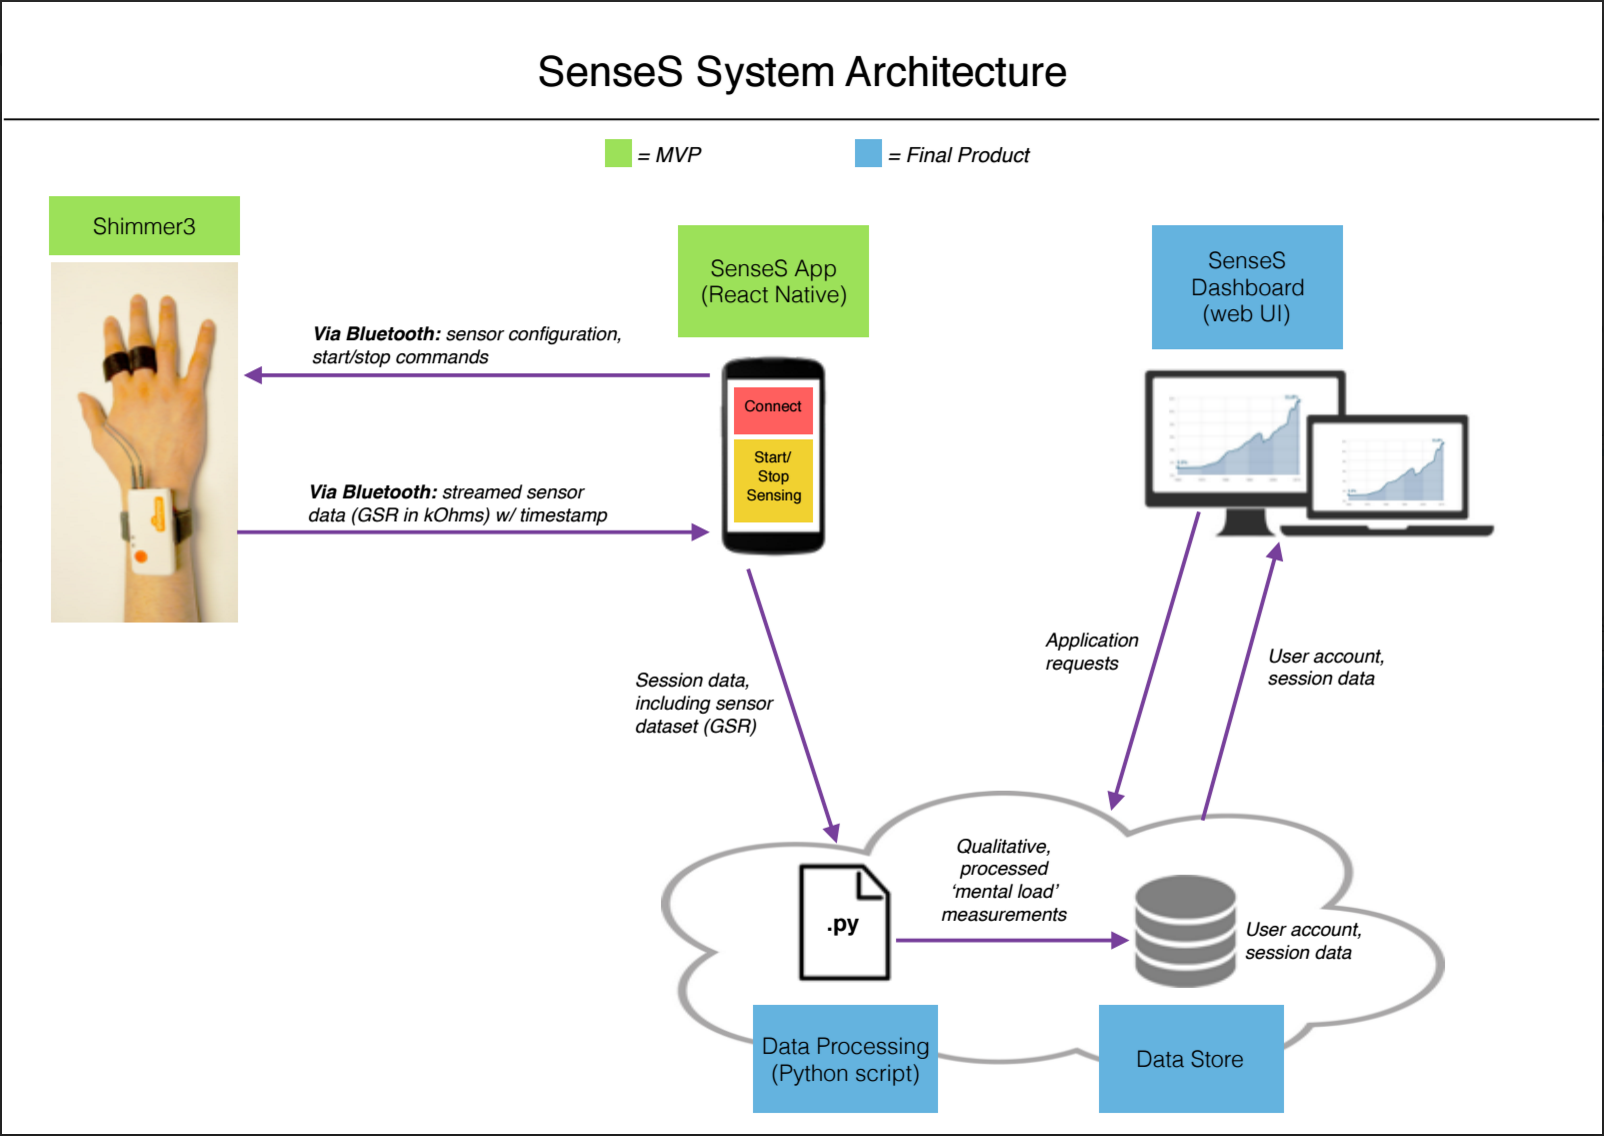 SenseS System Architecture
= MVP
= Final Product
Shimmer3
SenseS App
(React Native)
SenseS
Dashboard
(web UI)
Via Bluetooth: sensor configuration,
start/stop commands
Connect
Start/
Stop
Sensing
Via Bluetooth: streamed sensor
data (GSR in kOhms) w/ timestamp
Session data,
including sensor
dataset (GSR)
Application
requests
User account,
session data
Qualitative,
processed
‘mental load’
measurements
.py
User account,
session data
Data Processing
(Python script)
Data Store